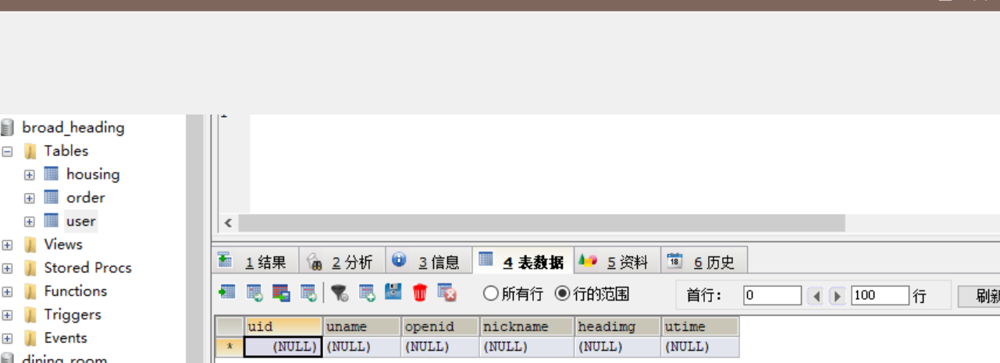 broad_heading
Tables
housing
order
user
Views
Stored Procs
Functions
Triggers
Events
dining_room
1
1 结果 2 分析 3 信息 4 表数据 5 资料 6 历史
所有行 行的范围 首行: 0 100 行 刷新
uid uname openid nickname headimg utime
* (NULL) (NULL) (NULL) (NULL) (NULL) (NULL)